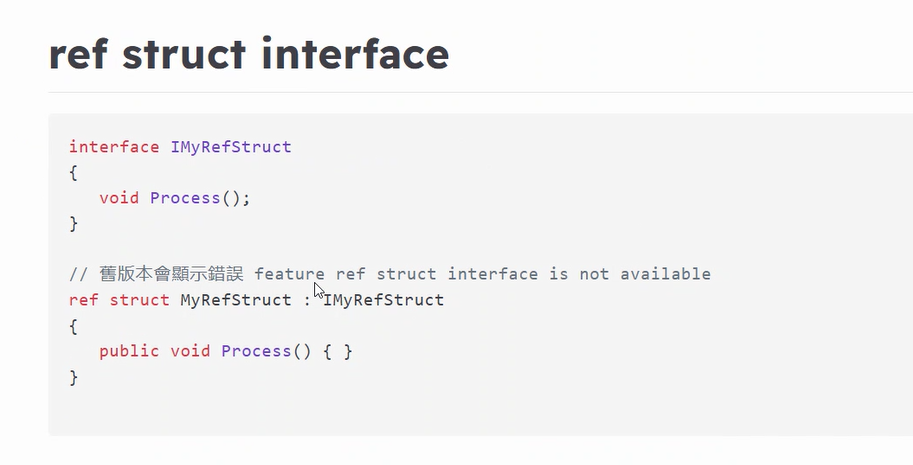 ref struct interface
interface IMyRefStruct
{
void Process();
}
// 舊版本會顯示錯誤 feature ref struct interface is not available
ref struct MyRefStruct : IMyRefStruct
{
public void Process() { }
}